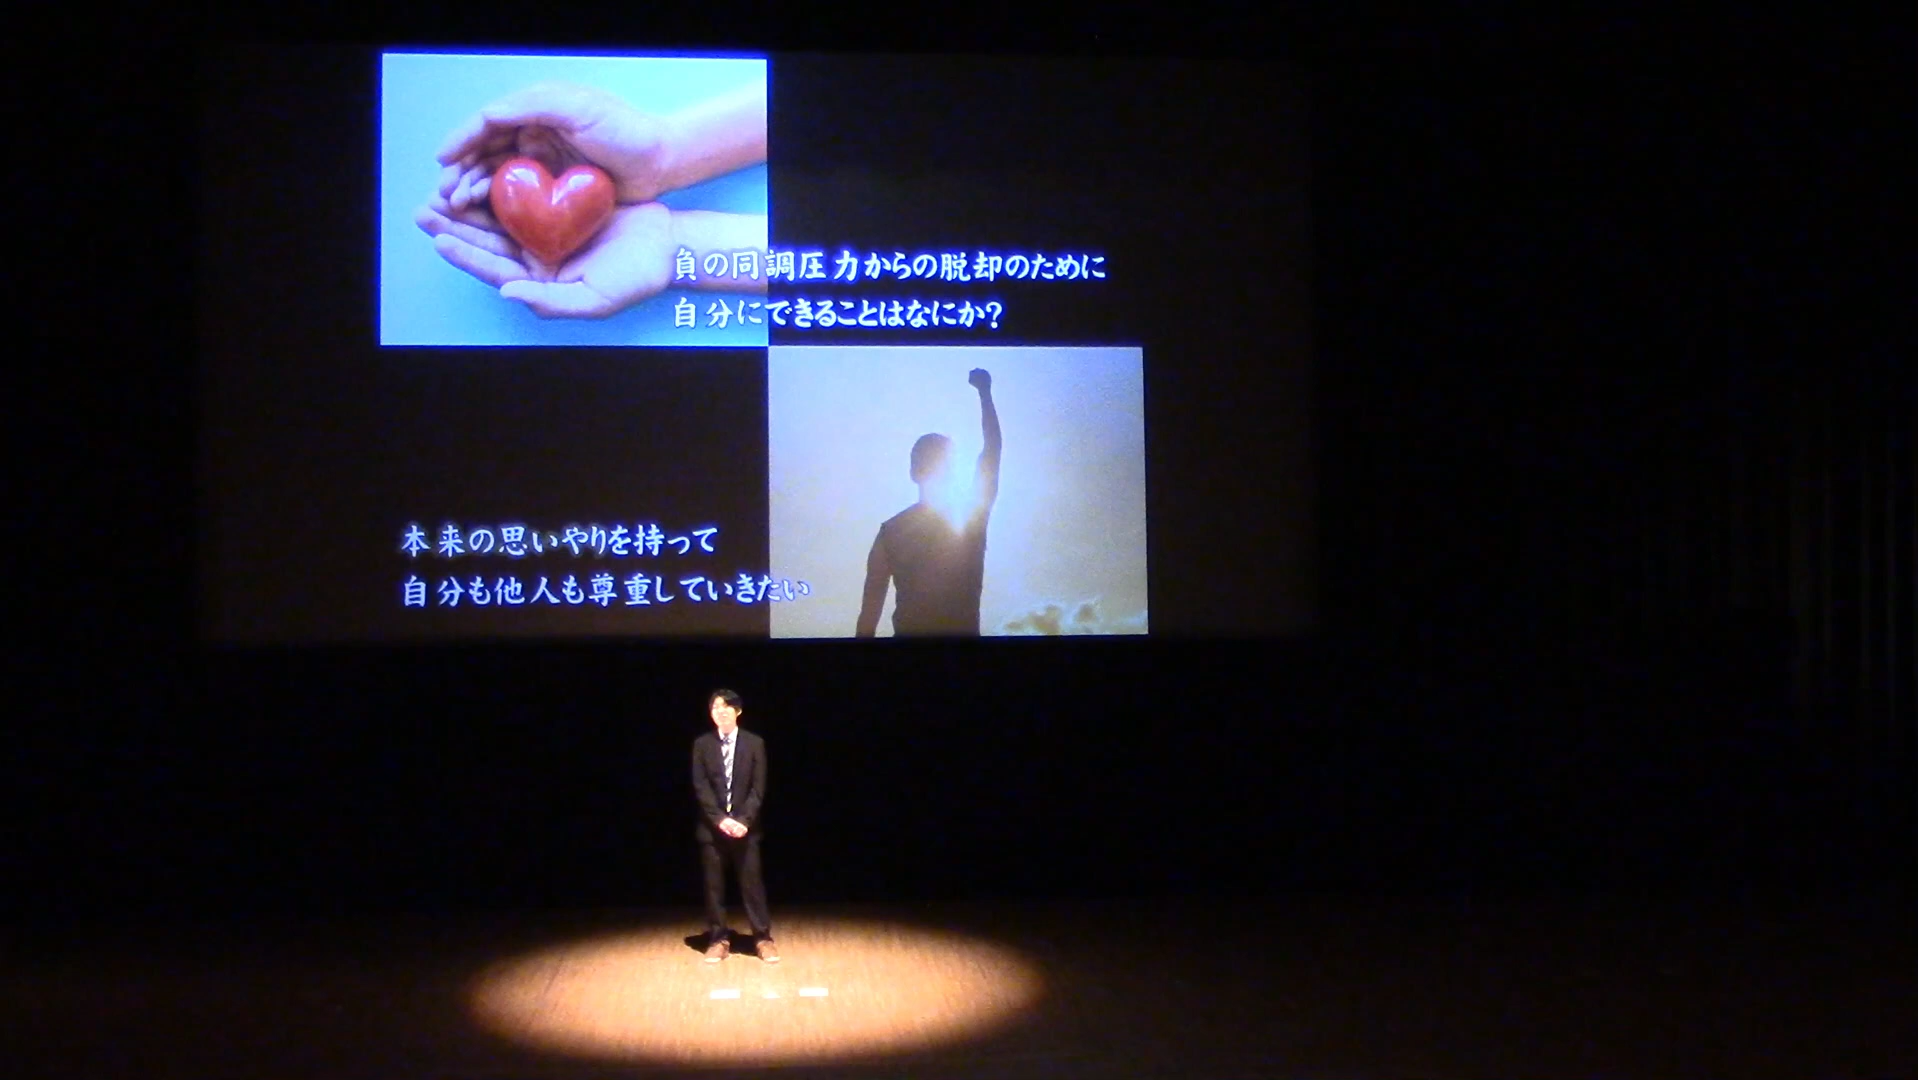 負の同調圧力からの脱却のために
自分にできることはなにか？
本来の思いやりを持って
自分も他人も尊重していきたい